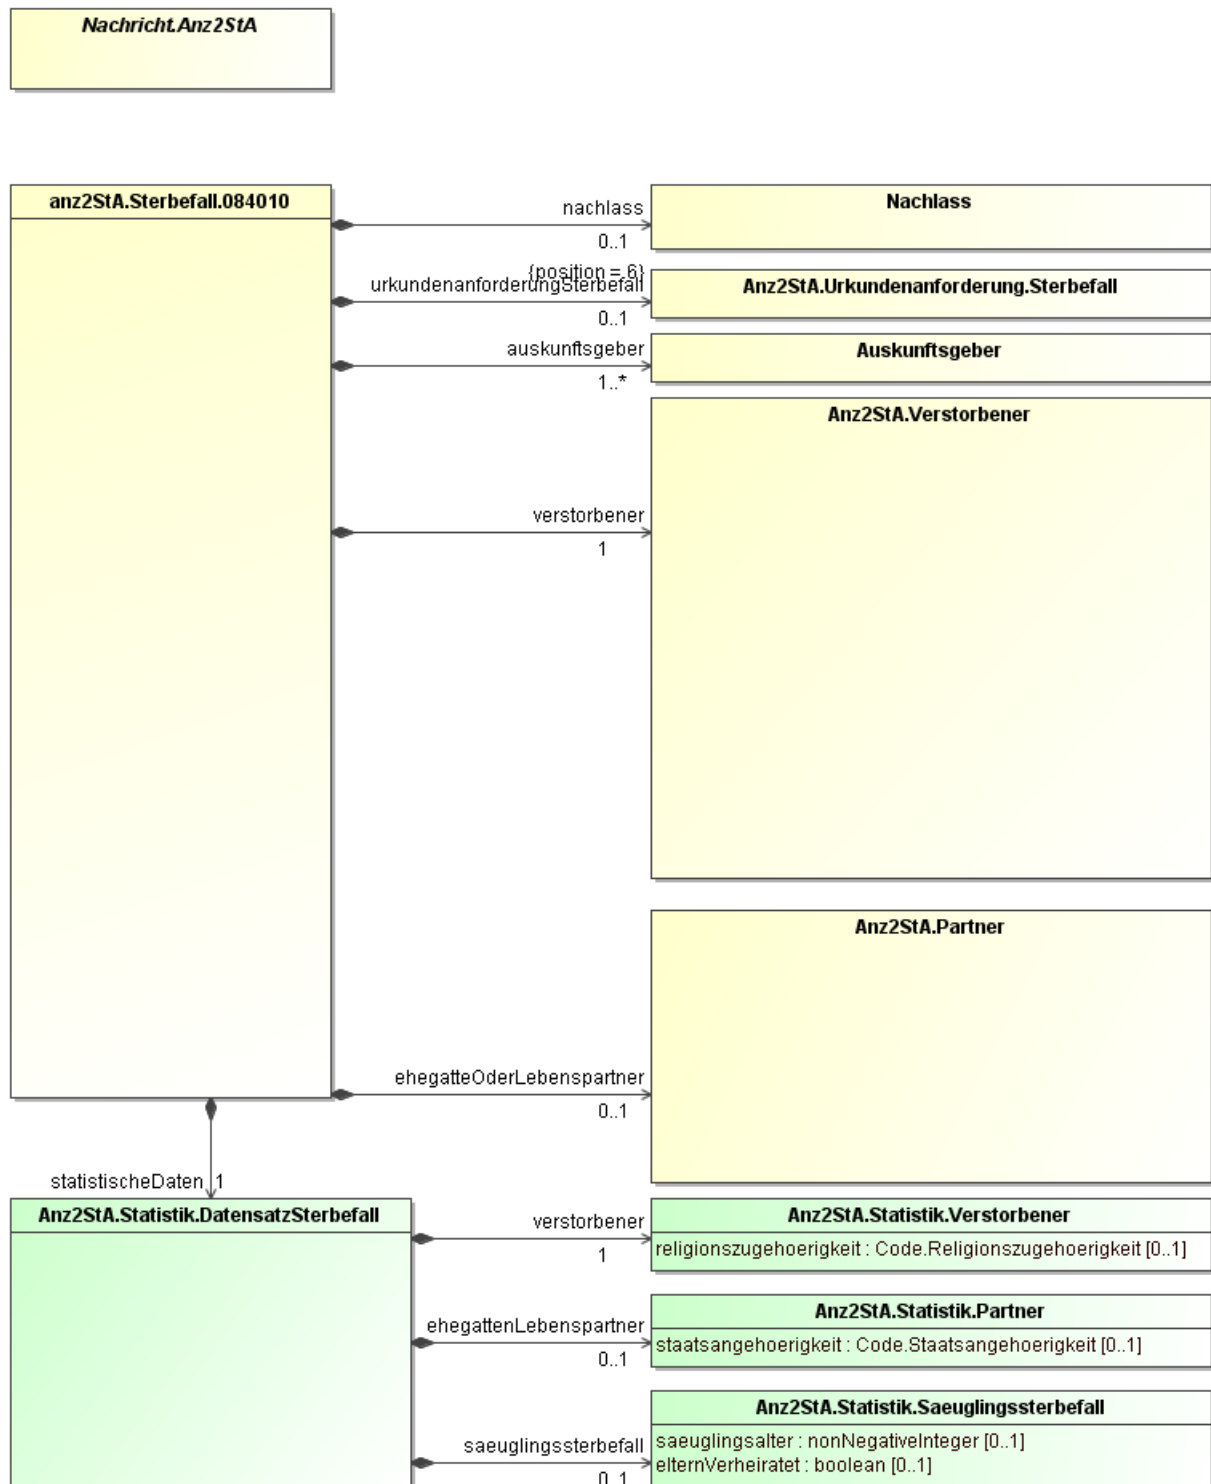 Nachricht.Anz2StA
anz2StA.Sterbefall.084010
nachlass
0..1
Nachlass
{position = 6}
urkundenanforderungSterbefall
0..1
Anz2StA.Urkundenanforderung.Sterbefall
auskunftsgeber
1..*
Auskunftsgeber
Anz2StA.Verstorbener
verstorbener
1
Anz2StA.Partner
ehegatteOderLebenspartner
0..1
statistischeDaten 1
Anz2StA.Statistik.DatensatzSterbefall
verstorbener
1
Anz2StA.Statistik.Verstorbener
religionszugehoerigkeit : Code.Religionszugehoerigkeit [0..1]
ehegattenLebenspartner
0..1
Anz2StA.Statistik.Partner
staatsangehoerigkeit : Code.Staatsangehoerigkeit [0..1]
Anz2StA.Statistik.Saeuglingssterbefall
saeuglingssterbefall
0..1
saeuglingsalter : nonNegativeInteger [0..1]
elternVerheiratet : boolean [0..1]